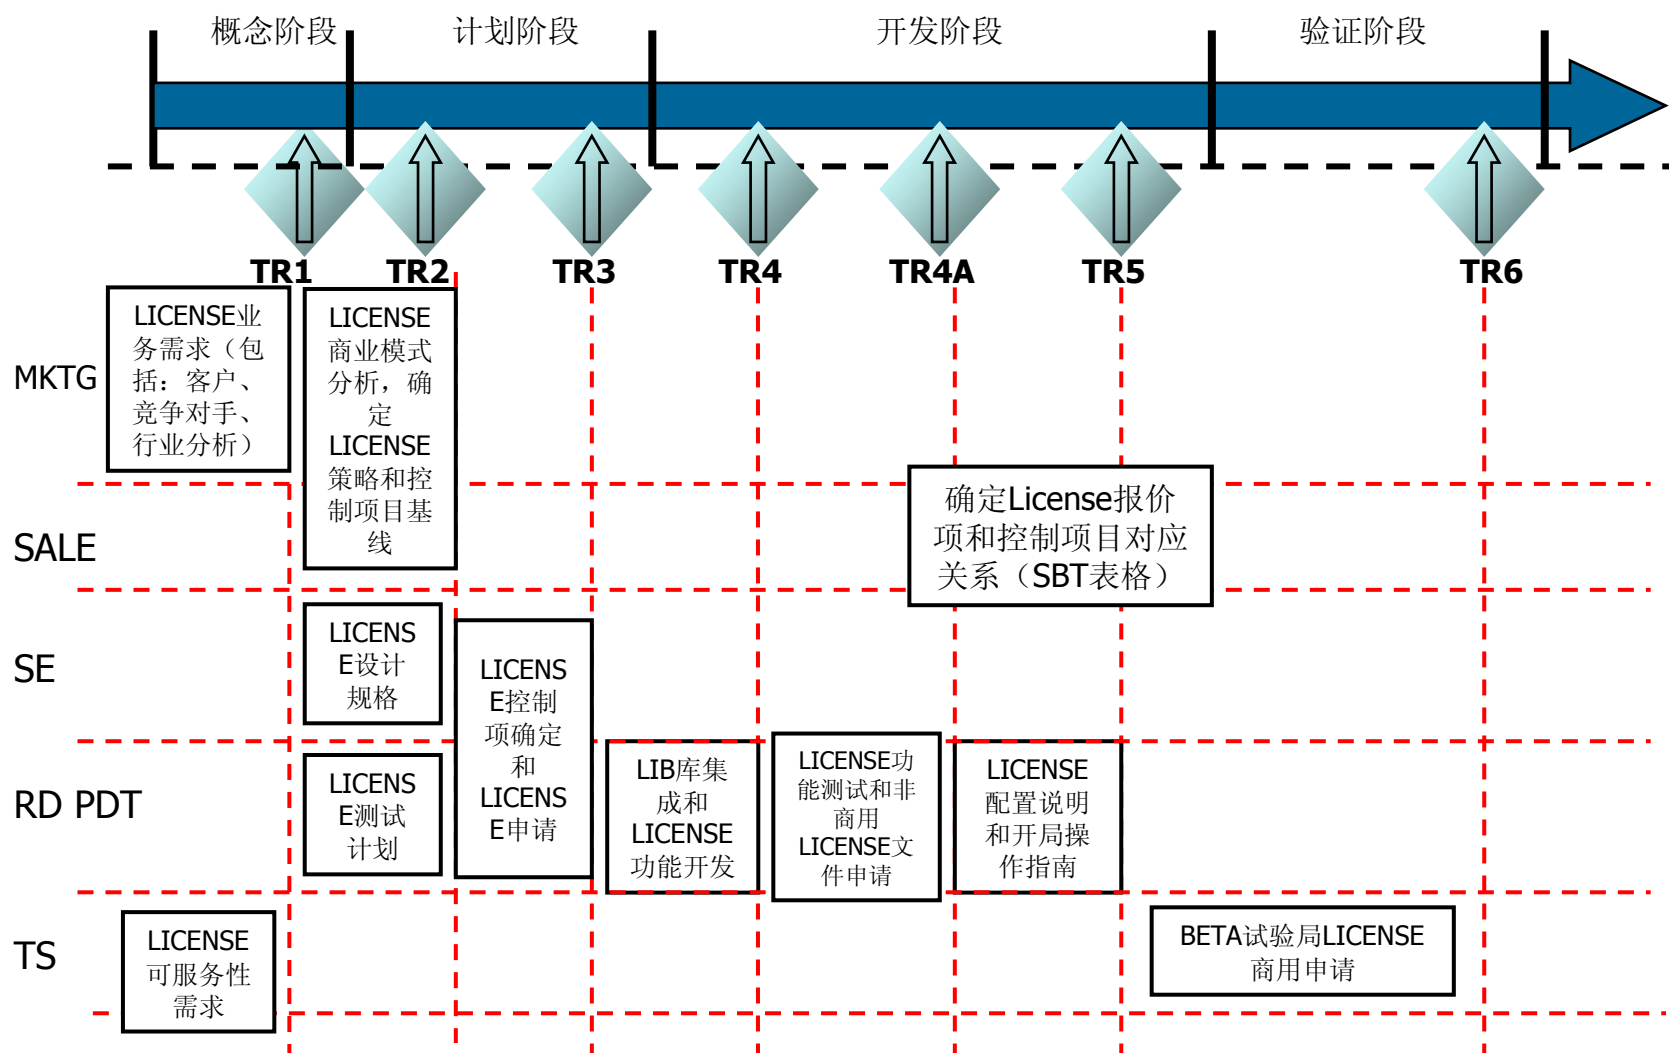 概念阶段
计划阶段
开发阶段
验证阶段
TR1
TR2
TR3
TR4
TR4A
TR5
TR6
MKTG
LICENSE业
务需求（包
括：客户、
竞争对手、
行业分析）
LICENSE
商业模式
分析，确
定
LICENSE
策略和控
制项目基
线
SALE
确定License报价
项和控制项目对应
关系（SBT表格）
SE
LICENS
E设计
规格
LICENS
E控制
项确定
和
LICENS
E申请
RD PDT
LICENS
E测试
计划
LIB库集
成和
LICENSE
功能开发
LICENSE功
能测试和非
商用
LICENSE文
件申请
LICENSE
配置说明
和开局操
作指南
TS
LICENSE
可服务性
需求
BETA试验局LICENSE
商用申请